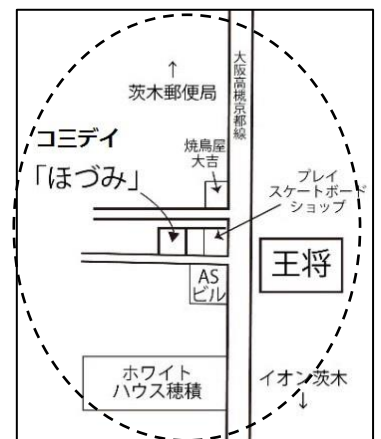 ↑
茨木郵便局
大阪高槻京都線
コ三デイ
「ほづみ」
焼鳥屋
大吉
プレイ
スケートボード
ショップ
王将
AS
ビル
ホワイト
ハウス穂積
イオン茨木
↓